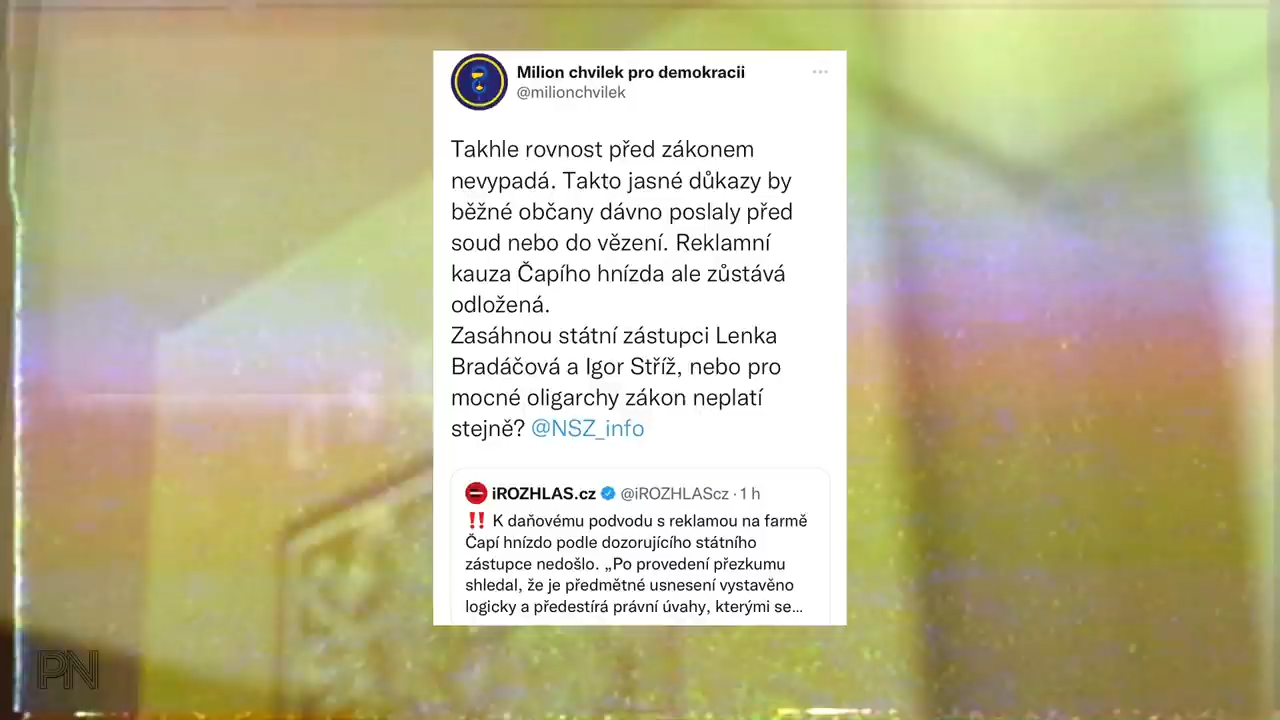 Milion chvilek pro demokracii
@milionchvilek
Takhle rovnost před zákonem
nevypadá. Takto jasné důkazy by
běžné občany dávno poslaly před
soud nebo do vězení. Reklamní
kauza Čapího hnízda ale zůstává
odložená.
Zasáhnou státní zástupci Lenka
Bradáčová a Igor Stříž, nebo pro
mocné oligarchy zákon neplatí
stejně? @NSZ_info
iROZHLAS.cz @iROZHLAScz · 1 h
‼️ K daňovému podvodu s reklamou na farmě
Čapí hnízdo podle dozorujícího státního
zástupce nedošlo. „Po provedení přezkumu
shledal, že je předmětné usnesení vystavěno
logicky a předestírá právní úvahy, kterými se…
PN